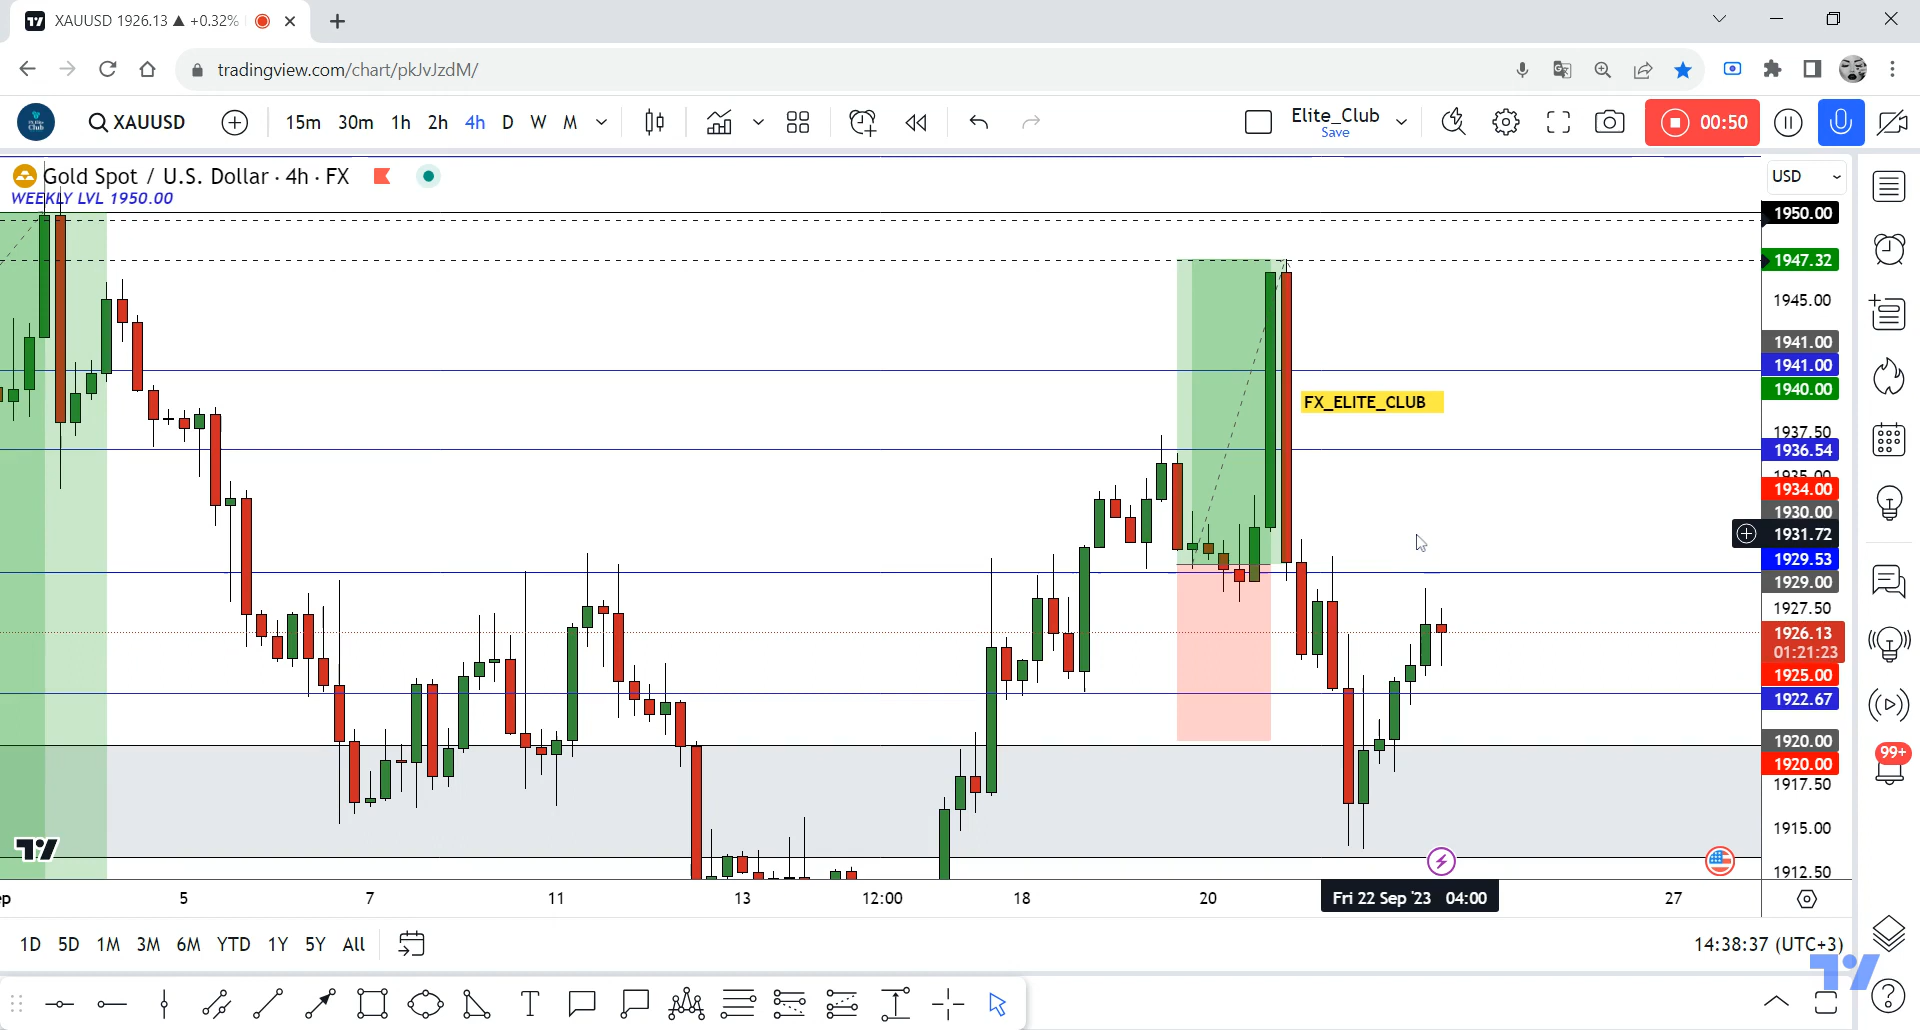 XAUUSD 1926.13 ▲ +0.32%
tradingview.com/chart/pkJvJzdM/
XAUUSD 15m 30m 1h 2h 4h D W M Elite_Club
Save
00:50
Gold Spot / U.S. Dollar · 4h · FX
WEEKLY LVL 1950.00
USD
1950.00
1947.32
1945.00
1941.00
1941.00
1940.00
FX_ELITE_CLUB
1937.50
1936.54
1935.00
1934.00
1930.00
1931.72
1929.53
1929.00
1927.50
1926.13
01:21:23
1925.00
1922.67
1920.00
99+
1920.00
1917.50
1915.00
1912.50
5 7 11 13 12:00 18 20 Fri 22 Sep '23 04:00 27
1D 5D 1M 3M 6M YTD 1Y 5Y All
14:38:37 (UTC+3)